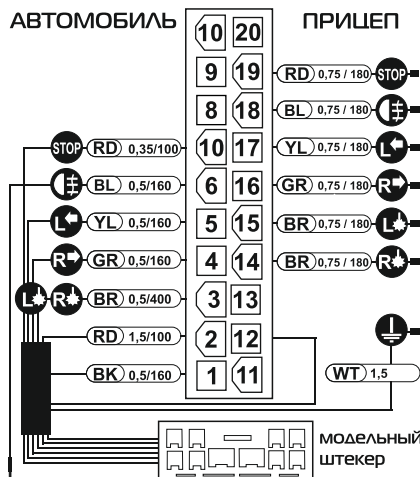 АВТОМОБИЛЬ ПРИЦЕП
10 20
9 19 RD 0,75 / 180 STOP
8 18 BL 0,75 / 180
STOP RD 0,35/100 10 17 YL 0,75 / 180 L
BL 0,5/160 6 16 GR 0,75 / 180 R
L YL 0,5/160 5 15 BR 0,75 / 180 L
R GR 0,5/160 4 14 BR 0,75 / 180 R
L R BR 0,5/400 3 13
RD 1,5/100 2 12
BK 0,5/160 1 11 WT 1,5
модельный
штекер